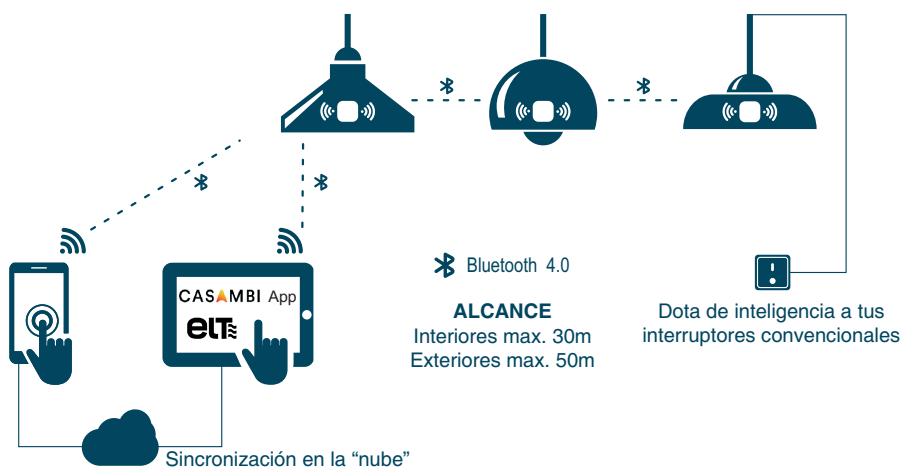 CASAMBI App
eLT
Bluetooth 4.0
ALCANCE
Interiores max. 30m
Exteriores max. 50m
Dota de inteligencia a tus
interruptores convencionales
Sincronización en la “nube”